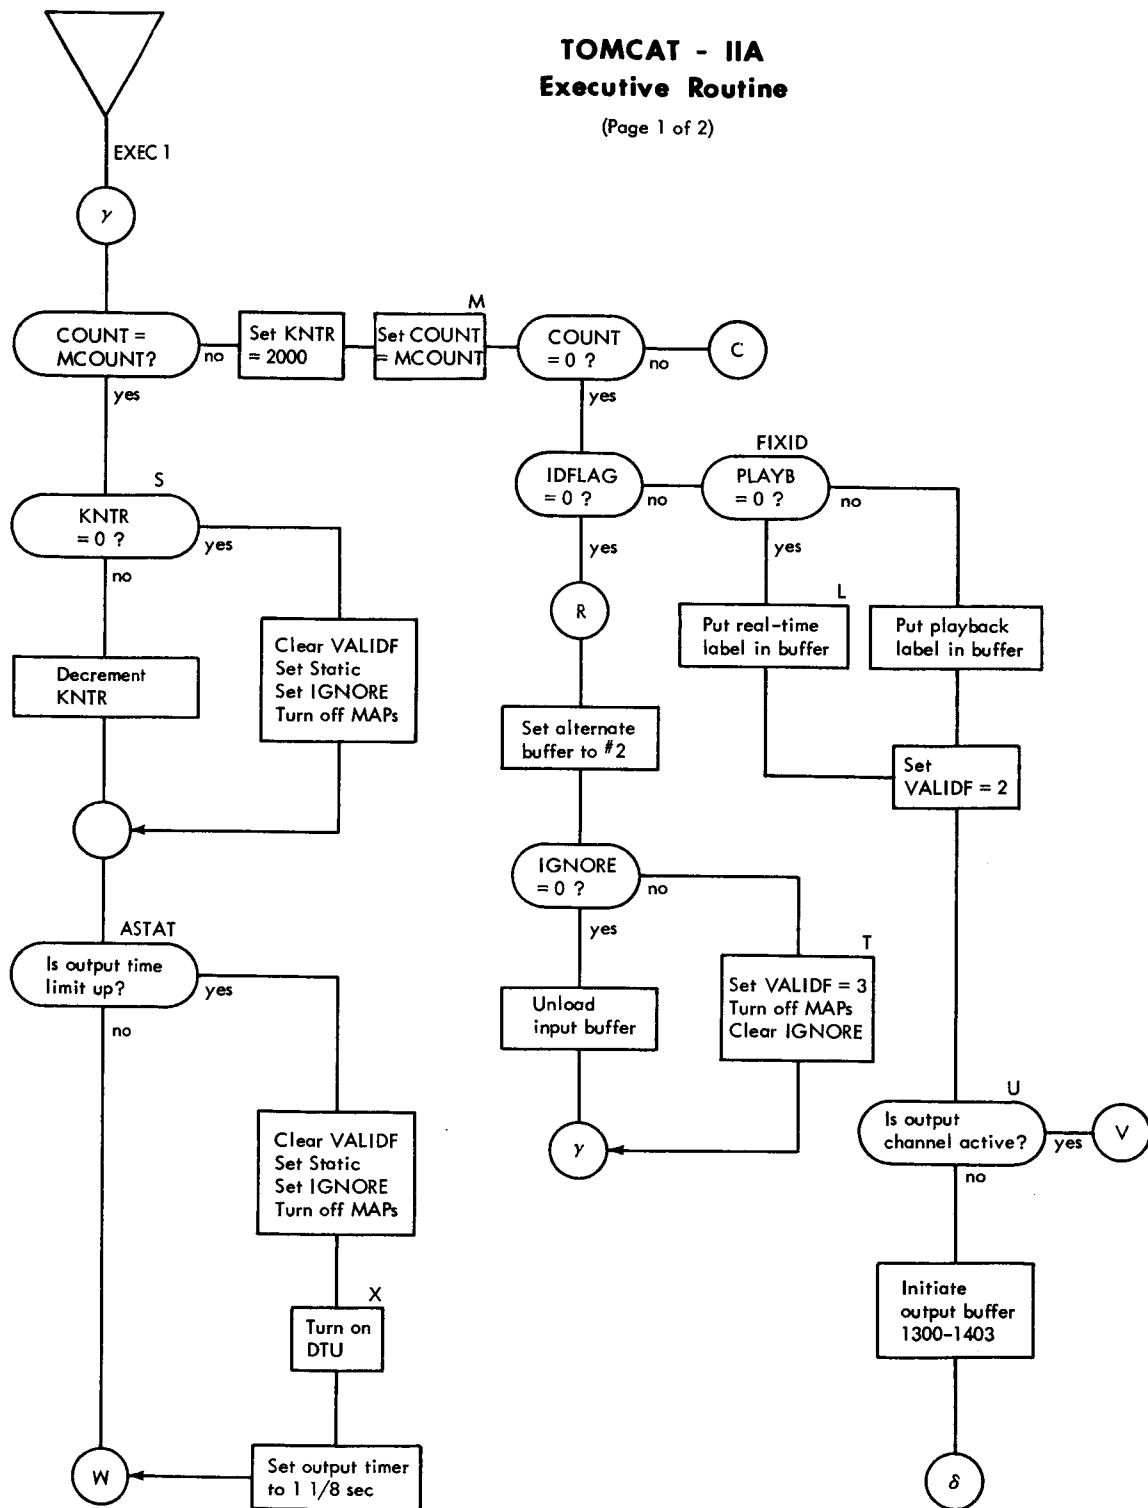 TOMCAT - IIA
Executive Routine
(Page 1 of 2)
EXEC 1
γ
COUNT =
MCOUNT?
no
yes
Set KNTR
= 2000
M
Set COUNT
= MCOUNT
COUNT
= 0 ?
no
yes
C
IDFLAG
= 0 ?
no
yes
FIXID
PLAYB
= 0 ?
no
yes
S
KNTR
= 0 ?
yes
no
R
L
Put real-time
label in buffer
Put playback
label in buffer
Clear VALIDF
Set Static
Set IGNORE
Turn off MAPs
Decrement
KNTR
Set alternate
buffer to #2
Set
VALIDF = 2
IGNORE
= 0 ?
no
yes
ASTAT
Is output time
limit up?
yes
no
T
Set VALIDF = 3
Turn off MAPs
Clear IGNORE
Unload
input buffer
γ
U
Is output
channel active?
yes
no
V
Clear VALIDF
Set Static
Set IGNORE
Turn off MAPs
X
Turn on
DTU
Initiate
output buffer
1300-1403
W
Set output timer
to 1 1/8 sec
δ